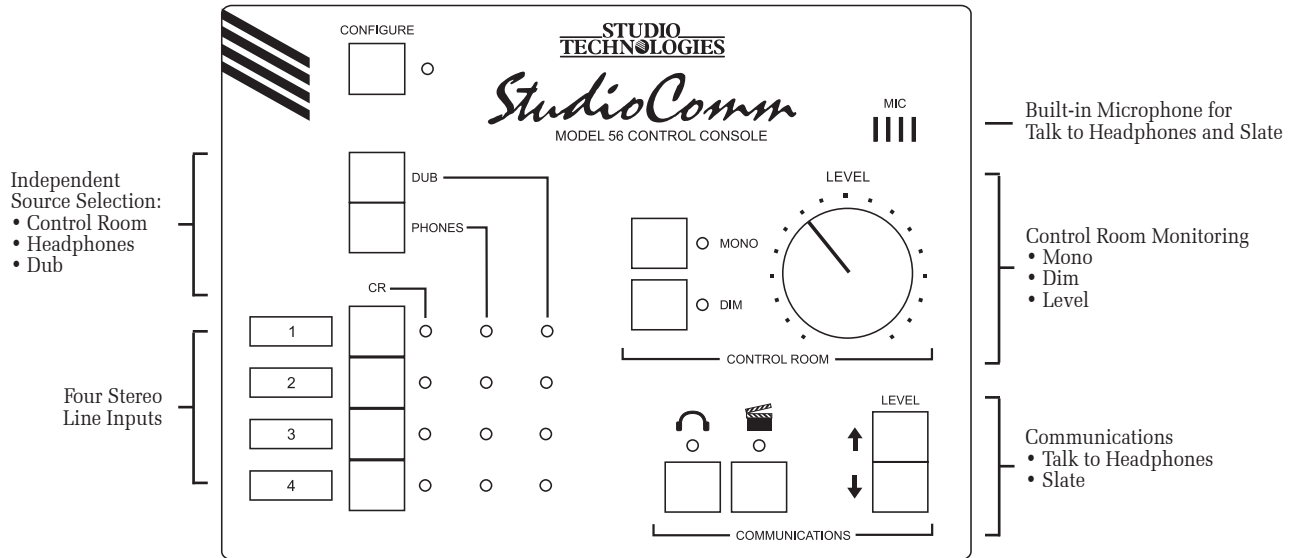 CONFIGURE
STUDIO
TECHNOLOGIES
StudioComm
MODEL 56 CONTROL CONSOLE
MIC
Built-in Microphone for
Talk to Headphones and Slate
Independent
Source Selection:
• Control Room
• Headphones
• Dub
DUB
PHONES
CR
LEVEL
MONO
DIM
CONTROL ROOM
Control Room Monitoring
• Mono
• Dim
• Level
Four Stereo
Line Inputs
1
2
3
4
LEVEL
COMMUNICATIONS
Communications
• Talk to Headphones
• Slate